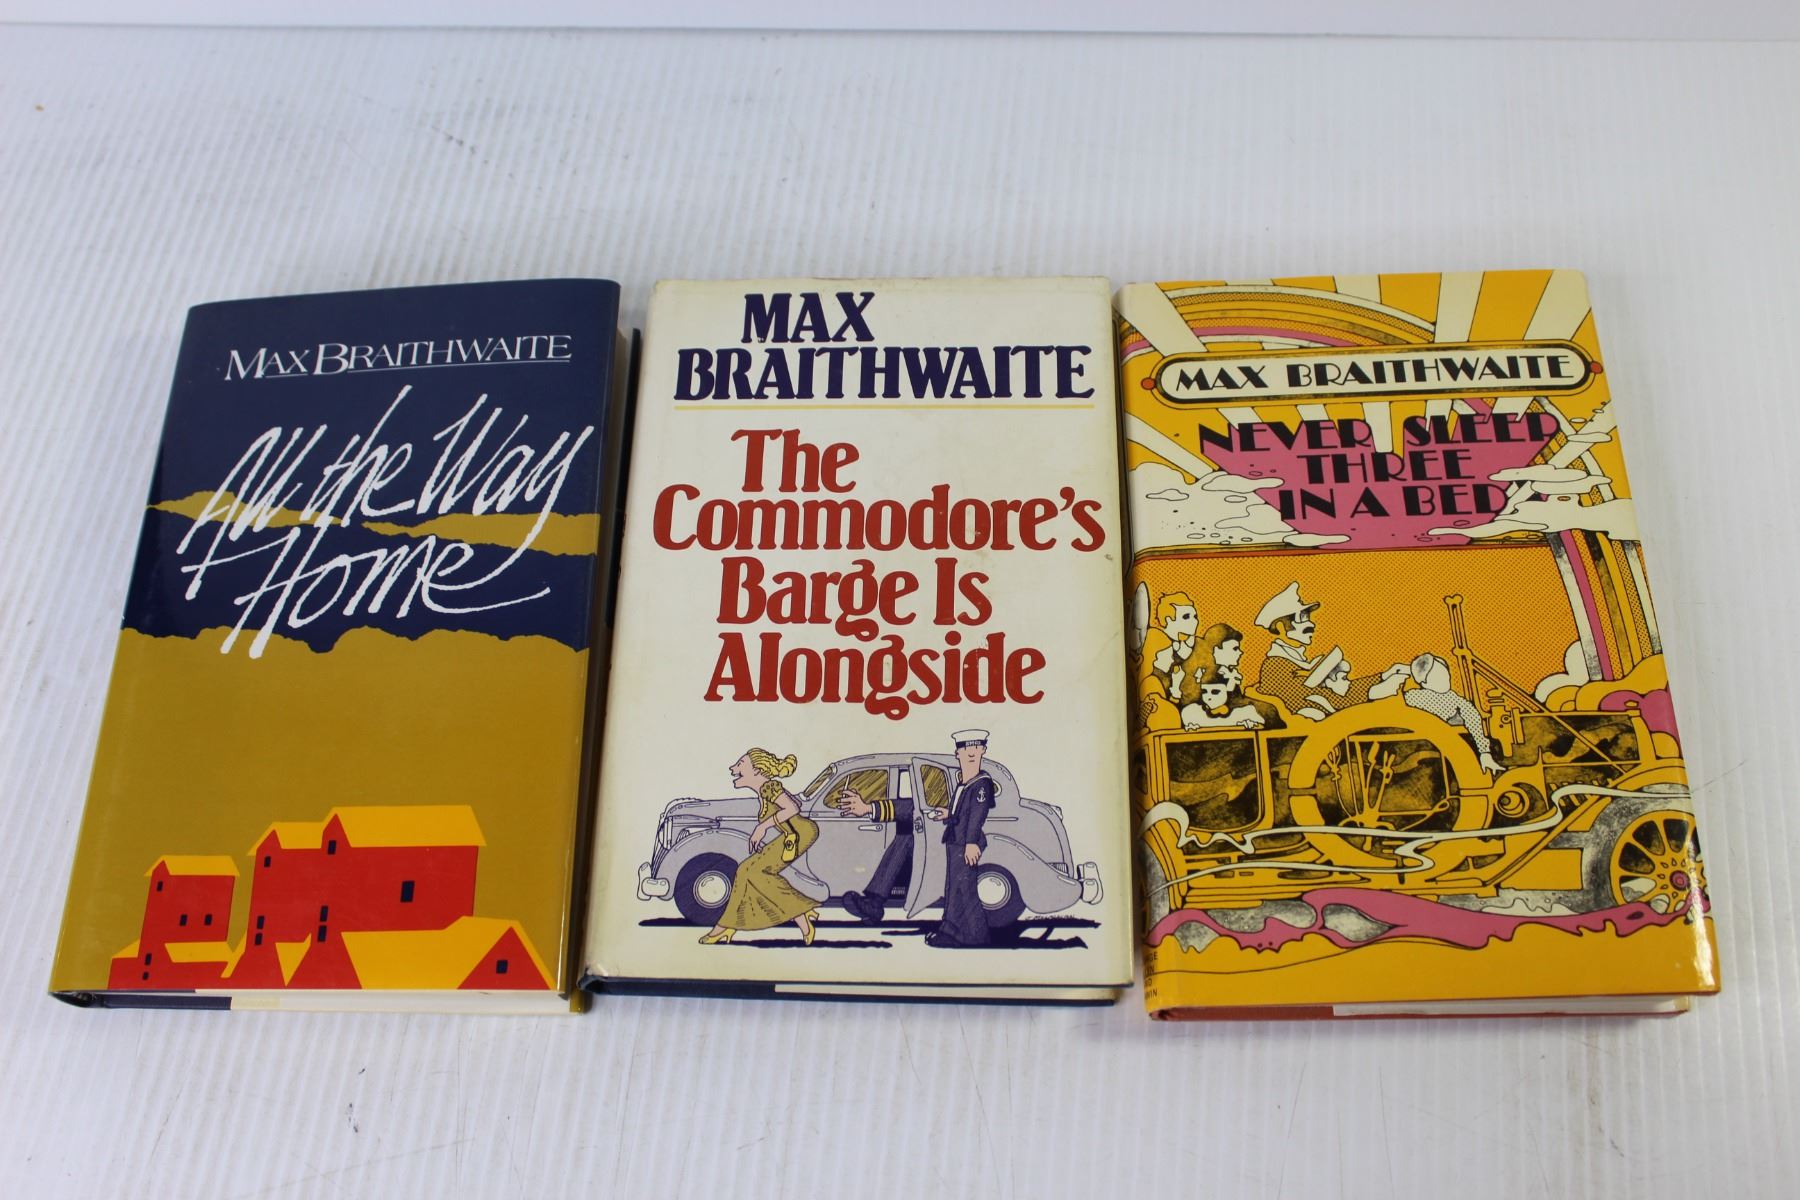 MAX BRAITHWAITE
All the Way
Home
MAX
BRAITHWAITE
The
Commodore's
Barge Is
Alongside
MAX BRAITHWAITE
NEVER SLEEP
THREE
IN A BED